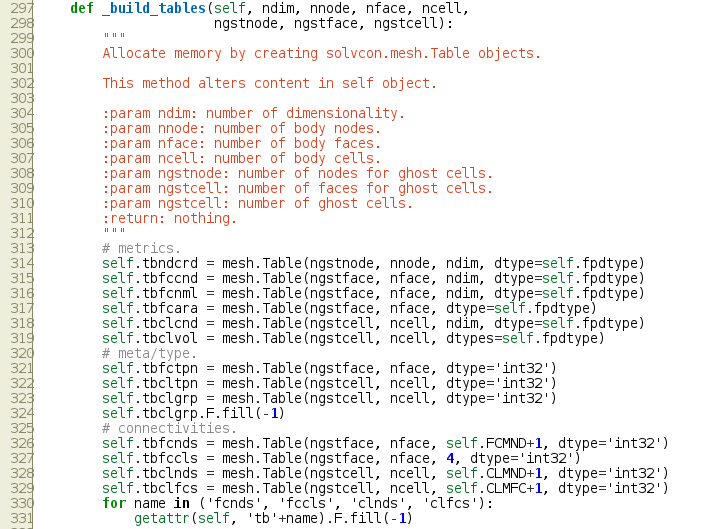 297 def _build_tables(self, ndim, nnode, nface, ncell,
298 ngstnode, ngstface, ngstcell):
299 """
300 Allocate memory by creating solvcon.mesh.Table objects.
301
302 This method alters content in self object.
303
304 :param ndim: number of dimensionality.
305 :param nnode: number of body nodes.
306 :param nface: number of body faces.
307 :param ncell: number of body cells.
308 :param ngstnode: number of nodes for ghost cells.
309 :param ngstcell: number of faces for ghost cells.
310 :param ngstcell: number of ghost cells.
311 :return: nothing.
312 """
313 # metrics.
314 self.tbndcrd = mesh.Table(ngstnode, nnode, ndim, dtype=self.fpdtype)
315 self.tbfccnd = mesh.Table(ngstface, nface, ndim, dtype=self.fpdtype)
316 self.tbfcnml = mesh.Table(ngstface, nface, ndim, dtype=self.fpdtype)
317 self.tbfcara = mesh.Table(ngstface, nface, dtype=self.fpdtype)
318 self.tbclcnd = mesh.Table(ngstcell, ncell, ndim, dtype=self.fpdtype)
319 self.tbclvol = mesh.Table(ngstcell, ncell, dtypes=self.fpdtype)
320 # meta/type.
321 self.tbfctpn = mesh.Table(ngstface, nface, dtype='int32')
322 self.tbcltpn = mesh.Table(ngstcell, ncell, dtype='int32')
323 self.tbclgrp = mesh.Table(ngstcell, ncell, dtype='int32')
324 self.tbclgrp.F.fill(-1)
325 # connectivities.
326 self.tbfcnds = mesh.Table(ngstface, nface, self.FCMND+1, dtype='int32')
327 self.tbfccls = mesh.Table(ngstface, nface, 4, dtype='int32')
328 self.tbclnds = mesh.Table(ngstcell, ncell, self.CLMND+1, dtype='int32')
329 self.tbclfcs = mesh.Table(ngstcell, ncell, self.CLMFC+1, dtype='int32')
330 for name in ('fcnds', 'fccls', 'clnds', 'clfcs'):
331 getattr(self, 'tb'+name).F.fill(-1)